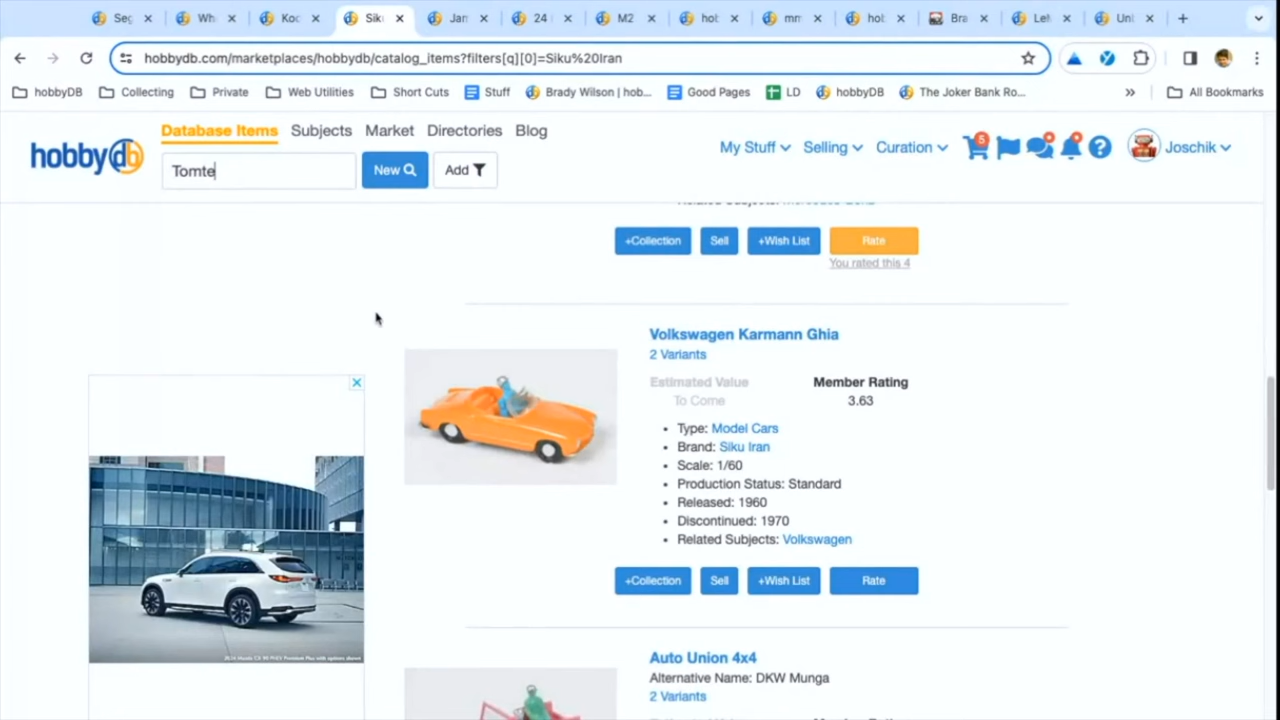 Seg
Wh
Koc
Sik
Jan
24
M2
hot
mm
hot
Bra
Lef
Uni
hobbydb.com/marketplaces/hobbydb/catalog_items?filters[q][0]=Siku%20Iran
hobbyDB
Collecting
Private
Web Utilities
Short Cuts
Stuff
Brady Wilson | hob...
Good Pages
LD
hobbyDB
The Joker Bank Ro...
»
All Bookmarks
hobbydb
Database Items
Subjects
Market
Directories
Blog
Tomte
New
Add
My Stuff
Selling
Curation
5
Joschik
+Collection
Sell
+Wish List
Rate
You rated this 4
Volkswagen Karmann Ghia
2 Variants
Estimated Value
To Come
Member Rating
3.63
Type: Model Cars
Brand: Siku Iran
Scale: 1/60
Production Status: Standard
Released: 1960
Discontinued: 1970
Related Subjects: Volkswagen
+Collection
Sell
+Wish List
Rate
Auto Union 4x4
Alternative Name: DKW Munga
2 Variants